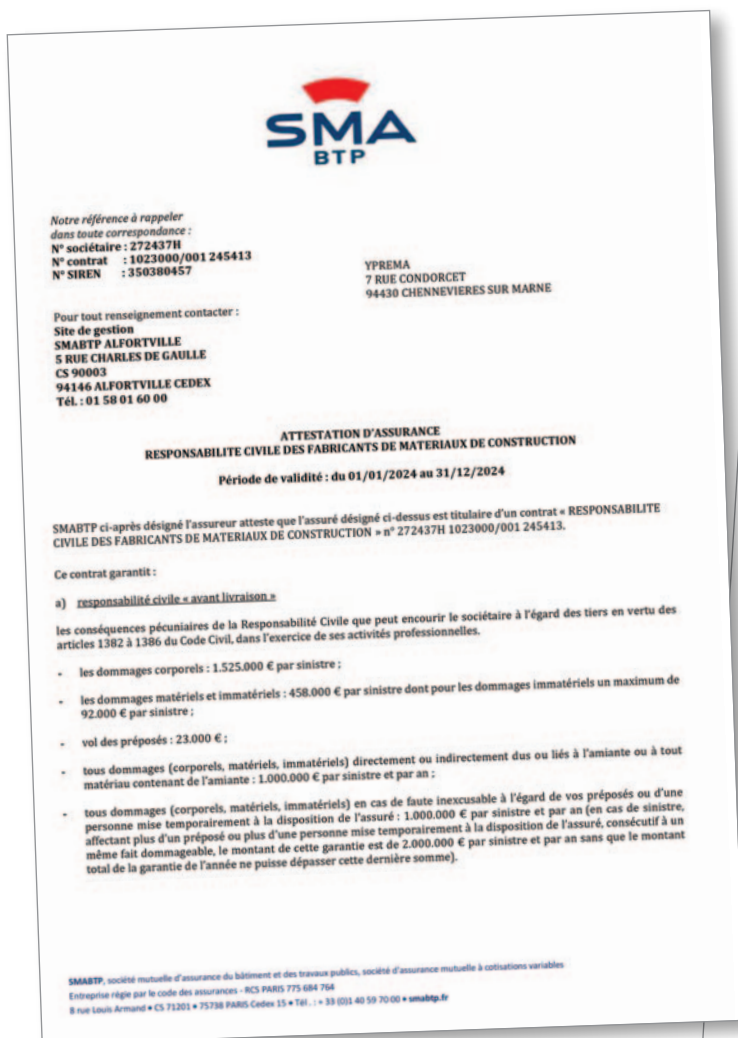 SMA
BTP
Notre référence à rappeler
dans toute correspondance :
N° sociétaire : 272437H
N° contrat : 1023000/001 245413
N° SIREN : 350380457
YPREMA
7 RUE CONDORCET
94430 CHENNEVIERES SUR MARNE
Pour tout renseignement contacter :
Site de gestion
SMABTP ALFORTVILLE
5 RUE CHARLES DE GAULLE
CS 90003
94146 ALFORTVILLE CEDEX
Tél. : 01 58 01 60 00
ATTESTATION D'ASSURANCE
RESPONSABILITE CIVILE DES FABRICANTS DE MATERIAUX DE CONSTRUCTION
Période de validité : du 01/01/2024 au 31/12/2024
SMABTP ci-après désigné l'assureur atteste que l'assuré désigné ci-dessus est titulaire d'un contrat « RESPONSABILITE
CIVILE DES FABRICANTS DE MATERIAUX DE CONSTRUCTION » n° 272437H 1023000/001 245413.
Ce contrat garantit :
a) responsabilité civile « avant livraison »
les conséquences pécuniaires de la Responsabilité Civile que peut encourir le sociétaire à l'égard des tiers en vertu des
articles 1382 à 1386 du Code Civil, dans l'exercice de ses activités professionnelles.
- les dommages corporels : 1.525.000 € par sinistre ;
- les dommages matériels et immatériels : 458.000 € par sinistre dont pour les dommages immatériels un maximum de
92.000 € par sinistre ;
- vol des préposés : 23.000 € ;
- tous dommages (corporels, matériels, immatériels) directement ou indirectement dus ou liés à l'amiante ou à tout
matériau contenant de l'amiante : 1.000.000 € par sinistre et par an ;
- tous dommages (corporels, matériels, immatériels) en cas de faute inexcusable à l'égard de vos préposés ou d'une
personne mise temporairement à la disposition de l'assuré : 1.000.000 € par sinistre et par an (en cas de sinistre,
affectant plus d'un préposé ou plus d'une personne mise temporairement à la disposition de l'assuré, consécutif à un
même fait dommageable, le montant de cette garantie est de 2.000.000 € par sinistre et par an sans que le montant
total de la garantie de l'année ne puisse dépasser cette dernière somme).
SMABTP, société mutuelle d'assurance du bâtiment et des travaux publics, société d'assurance mutuelle à cotisations variables
Entreprise régie par le code des assurances - RCS PARIS 775 684 764
8 rue Louis Armand • CS 71201 • 75738 PARIS Cedex 15 • Tél . : + 33 (0)1 40 59 70 00 • smabtp.fr